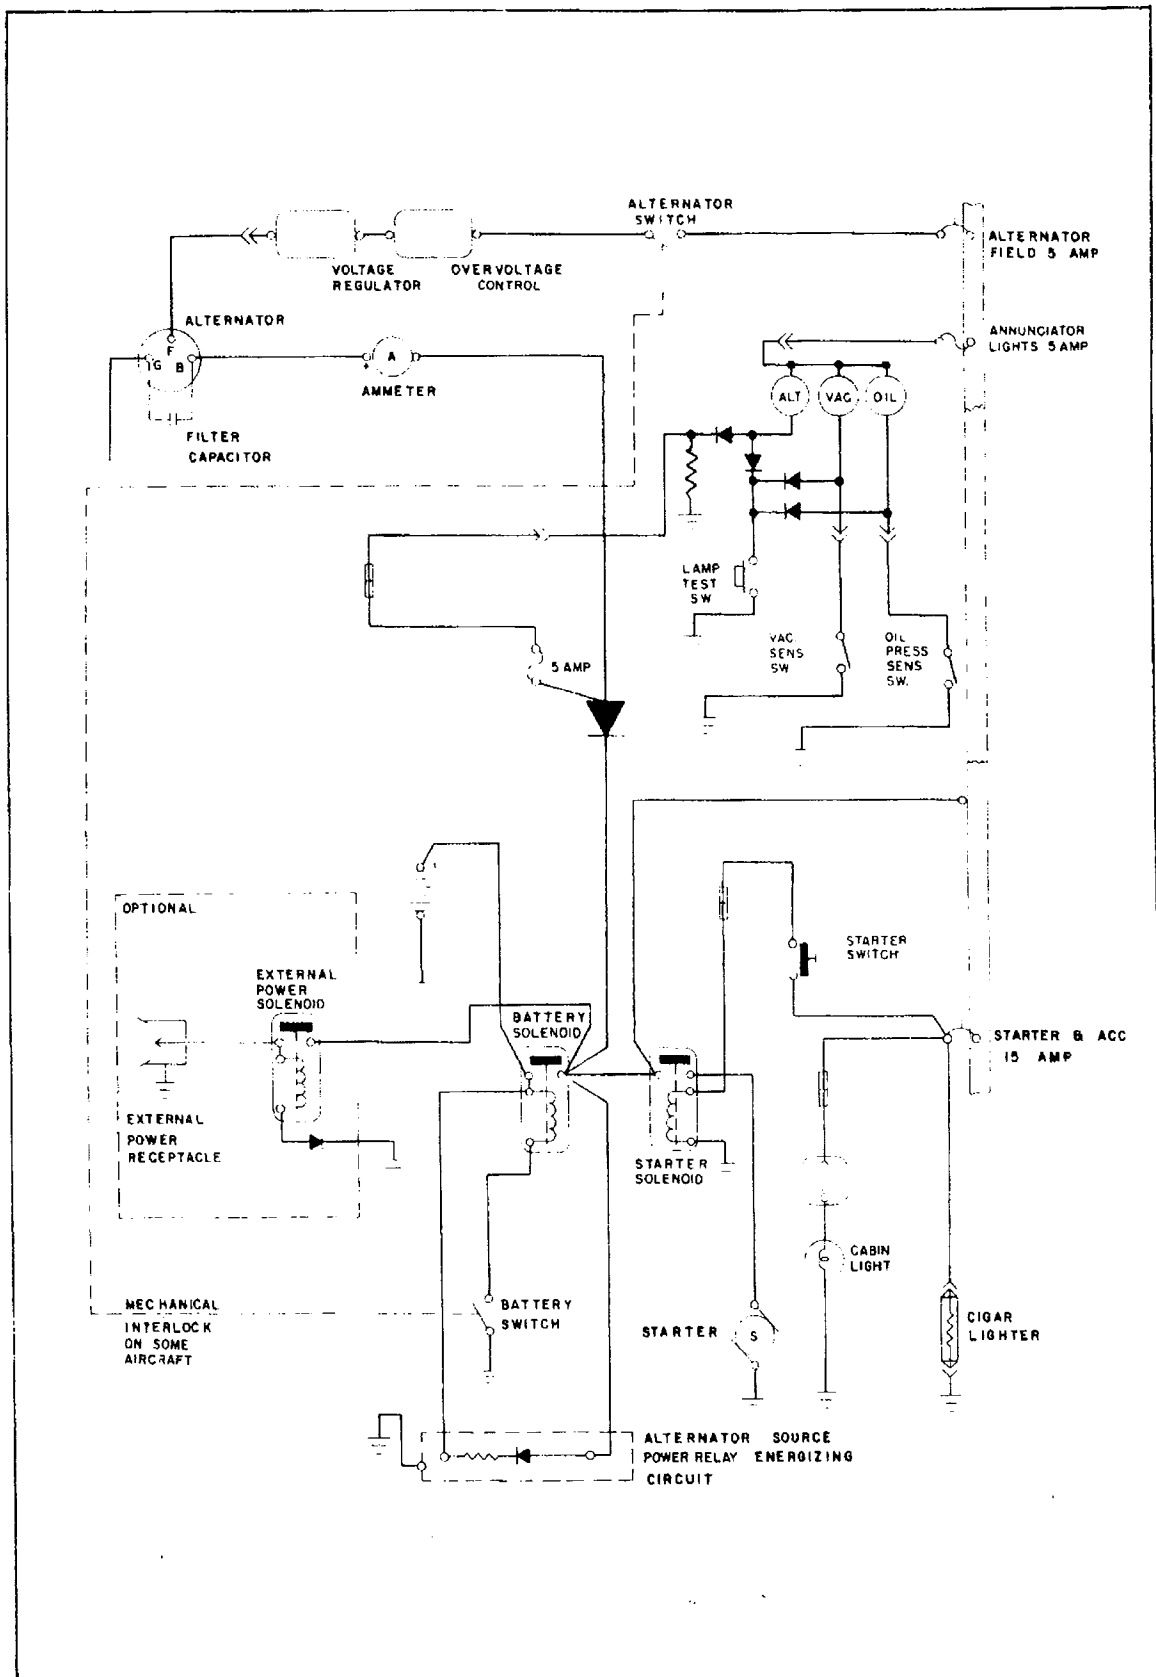 ALTERNATOR
SWITCH
ALTERNATOR
FIELD 5 AMP
VOLTAGE
REGULATOR
OVERVOLTAGE
CONTROL
ALTERNATOR
F
G
B
A
+
AMMETER
FILTER
CAPACITOR
ANNUNCIATOR
LIGHTS 5 AMP
ALT
VAC
OIL
LAMP
TEST
SW
VAC
SENS
SW
OIL
PRESS
SENS
SW.
5 AMP
OPTIONAL
EXTERNAL
POWER
SOLENOID
BATTERY
SOLENOID
STARTER
SWITCH
STARTER & ACC
15 AMP
EXTERNAL
POWER
RECEPTACLE
STARTER
SOLENOID
CABIN
LIGHT
MECHANICAL
INTERLOCK
ON SOME
AIRCRAFT
BATTERY
SWITCH
STARTER
S
CIGAR
LIGHTER
ALTERNATOR SOURCE
POWER RELAY ENERGIZING
CIRCUIT